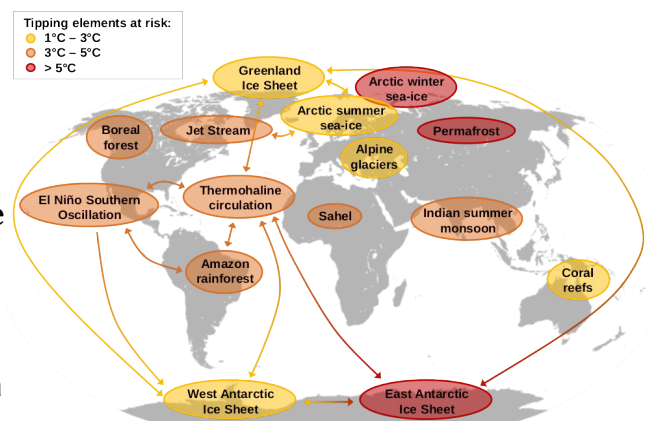 Tipping elements at risk:
1°C – 3°C
3°C – 5°C
> 5°C
Greenland
Ice Sheet
Arctic winter
sea-ice
Arctic summer
sea-ice
Boreal
forest
Jet Stream
Permafrost
Alpine
glaciers
El Niño Southern
Oscillation
Thermohaline
circulation
Sahel
Indian summer
monsoon
Amazon
rainforest
Coral
reefs
West Antarctic
Ice Sheet
East Antarctic
Ice Sheet